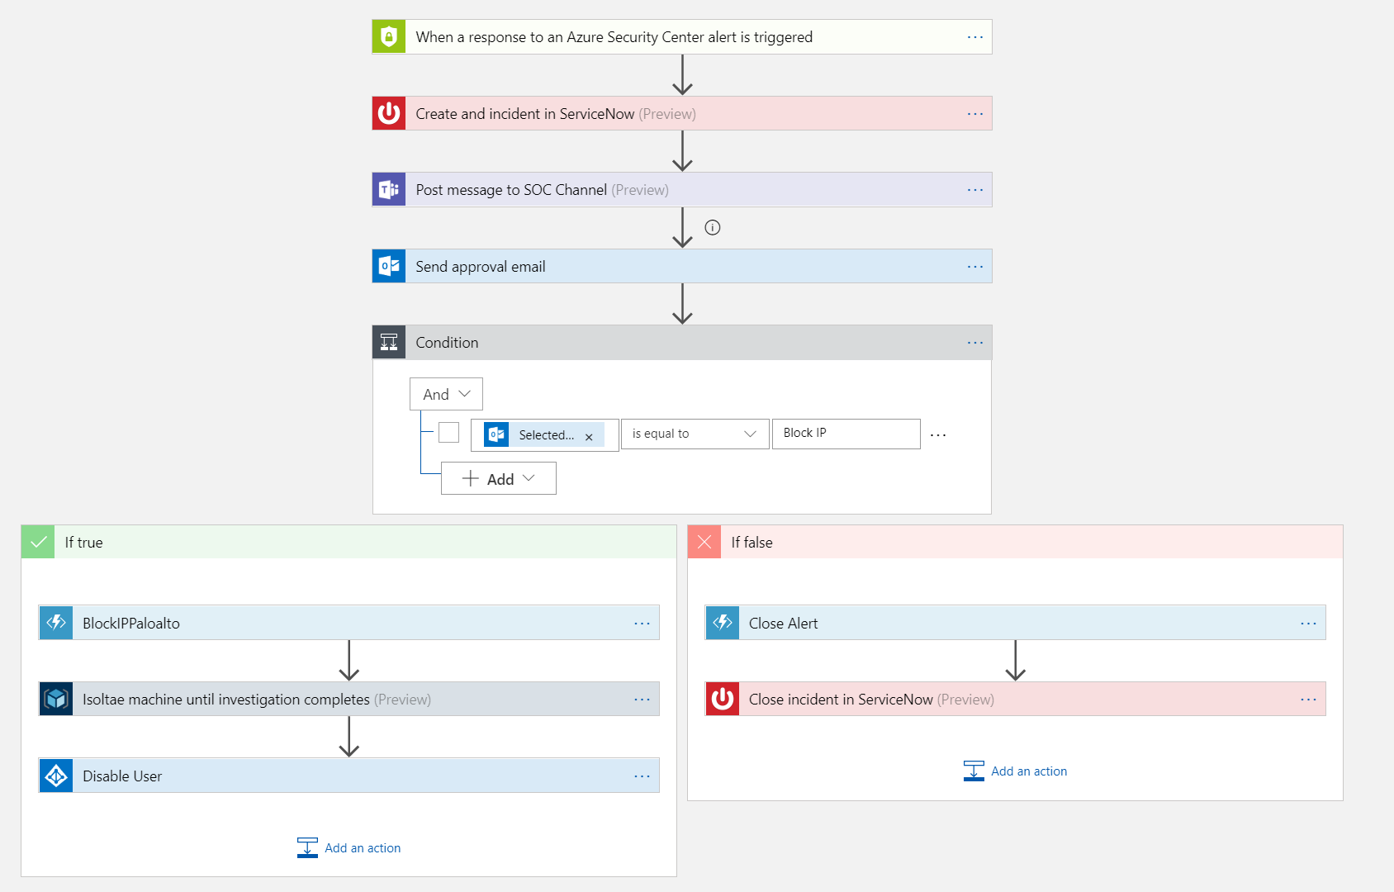 When a response to an Azure Security Center alert is triggered
Create and incident in ServiceNow (Preview)
Post message to SOC Channel (Preview)
Send approval email
Condition
And
Selected... × is equal to Block IP
+ Add
If true
BlockIPPaloalto
Isoltae machine until investigation completes (Preview)
Disable User
Add an action
If false
Close Alert
Close incident in ServiceNow (Preview)
Add an action